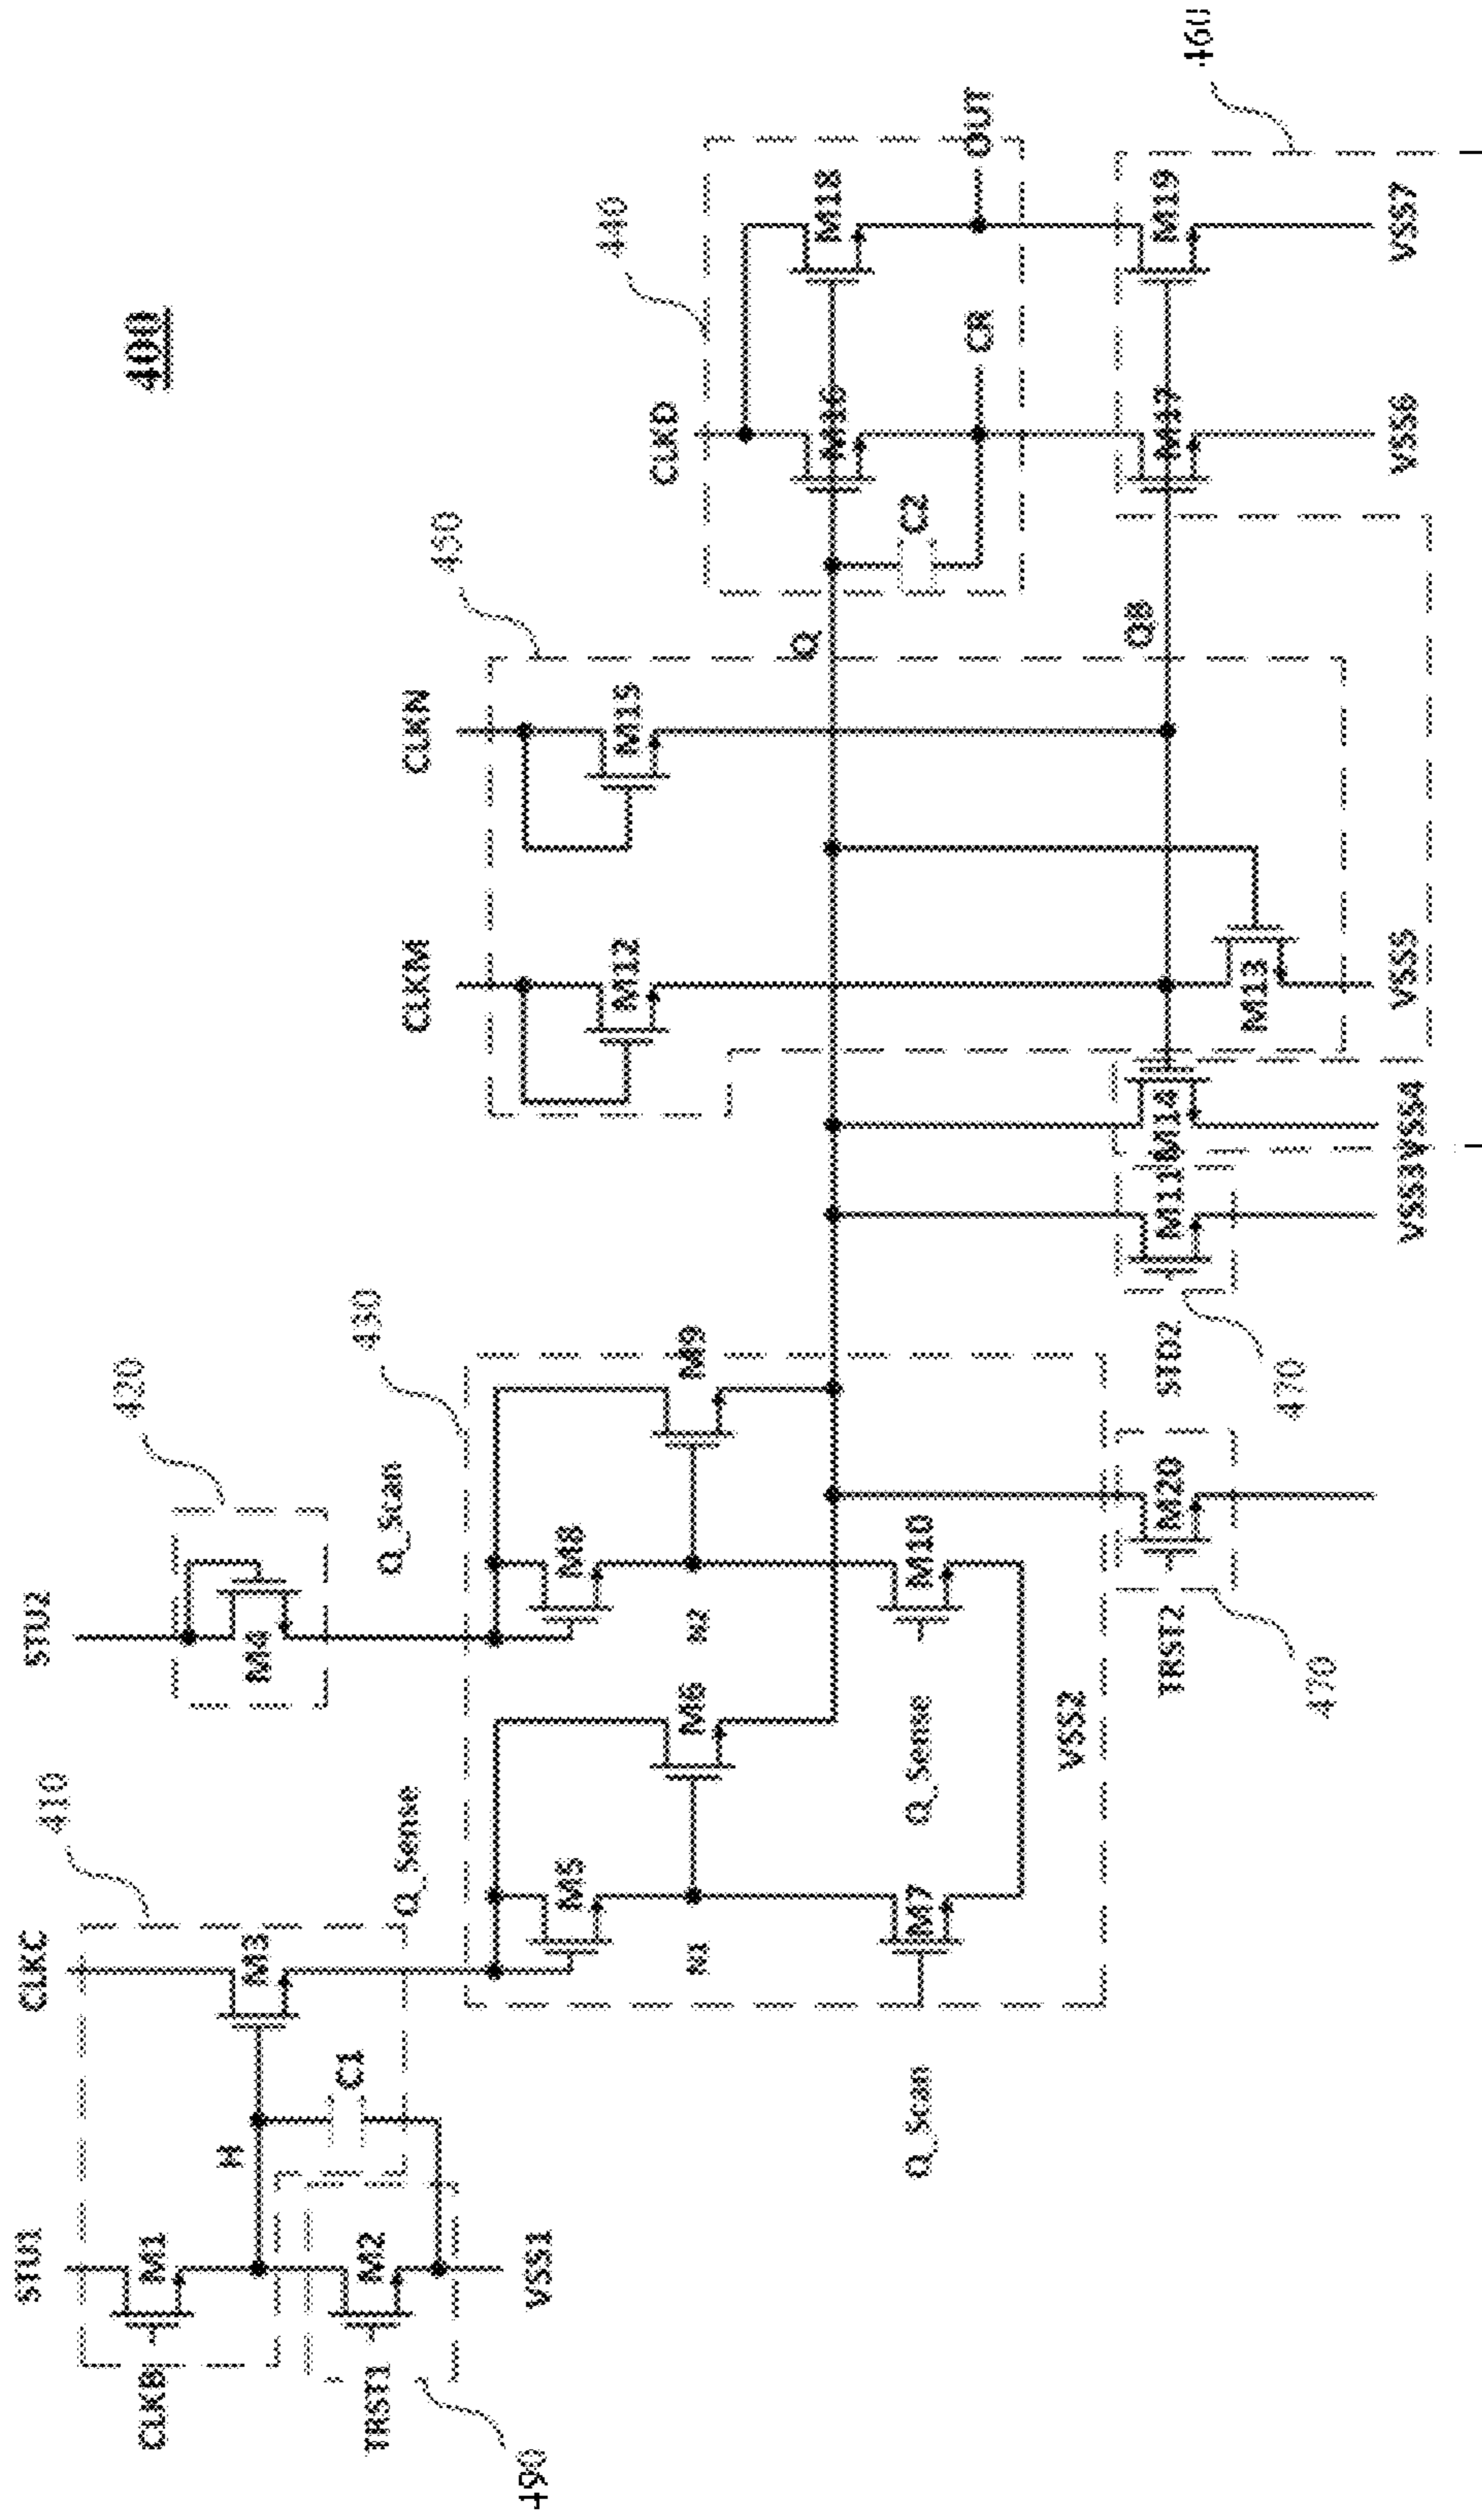 400
STU1
CLKC
STU2
CLKM
CLKN
CLKD
410
420
430
450
440
460
CLKB
M1
H
M3
M4
TRST1
M2
C1
490
VSS1
Q_Sense
Q_Scan
M5
M6
M8
M9
N1
N2
M7
M10
Q_Scan
Q_Sense
VSS2
M12
M15
Q
M16
M18
C2
CR
OUT
QB
TRST2
M20
470
STD2
M11
470
M14
M13
M17
M19
VSS3
VSS4
VSS5
VSS6
VSS7